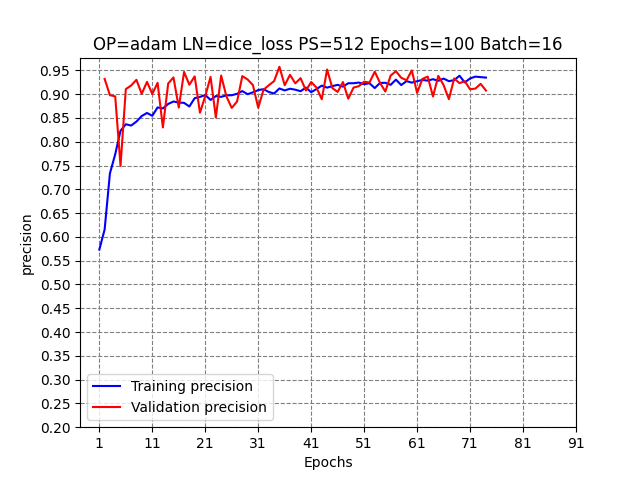 OP=adam LN=dice_loss PS=512 Epochs=100 Batch=16
0.95
0.90
0.85
0.80
0.75
0.70
0.65
0.60
0.55
0.50
0.45
0.40
0.35
0.30
0.25
0.20
precision
Training precision
Validation precision
1 11 21 31 41 51 61 71 81 91
Epochs